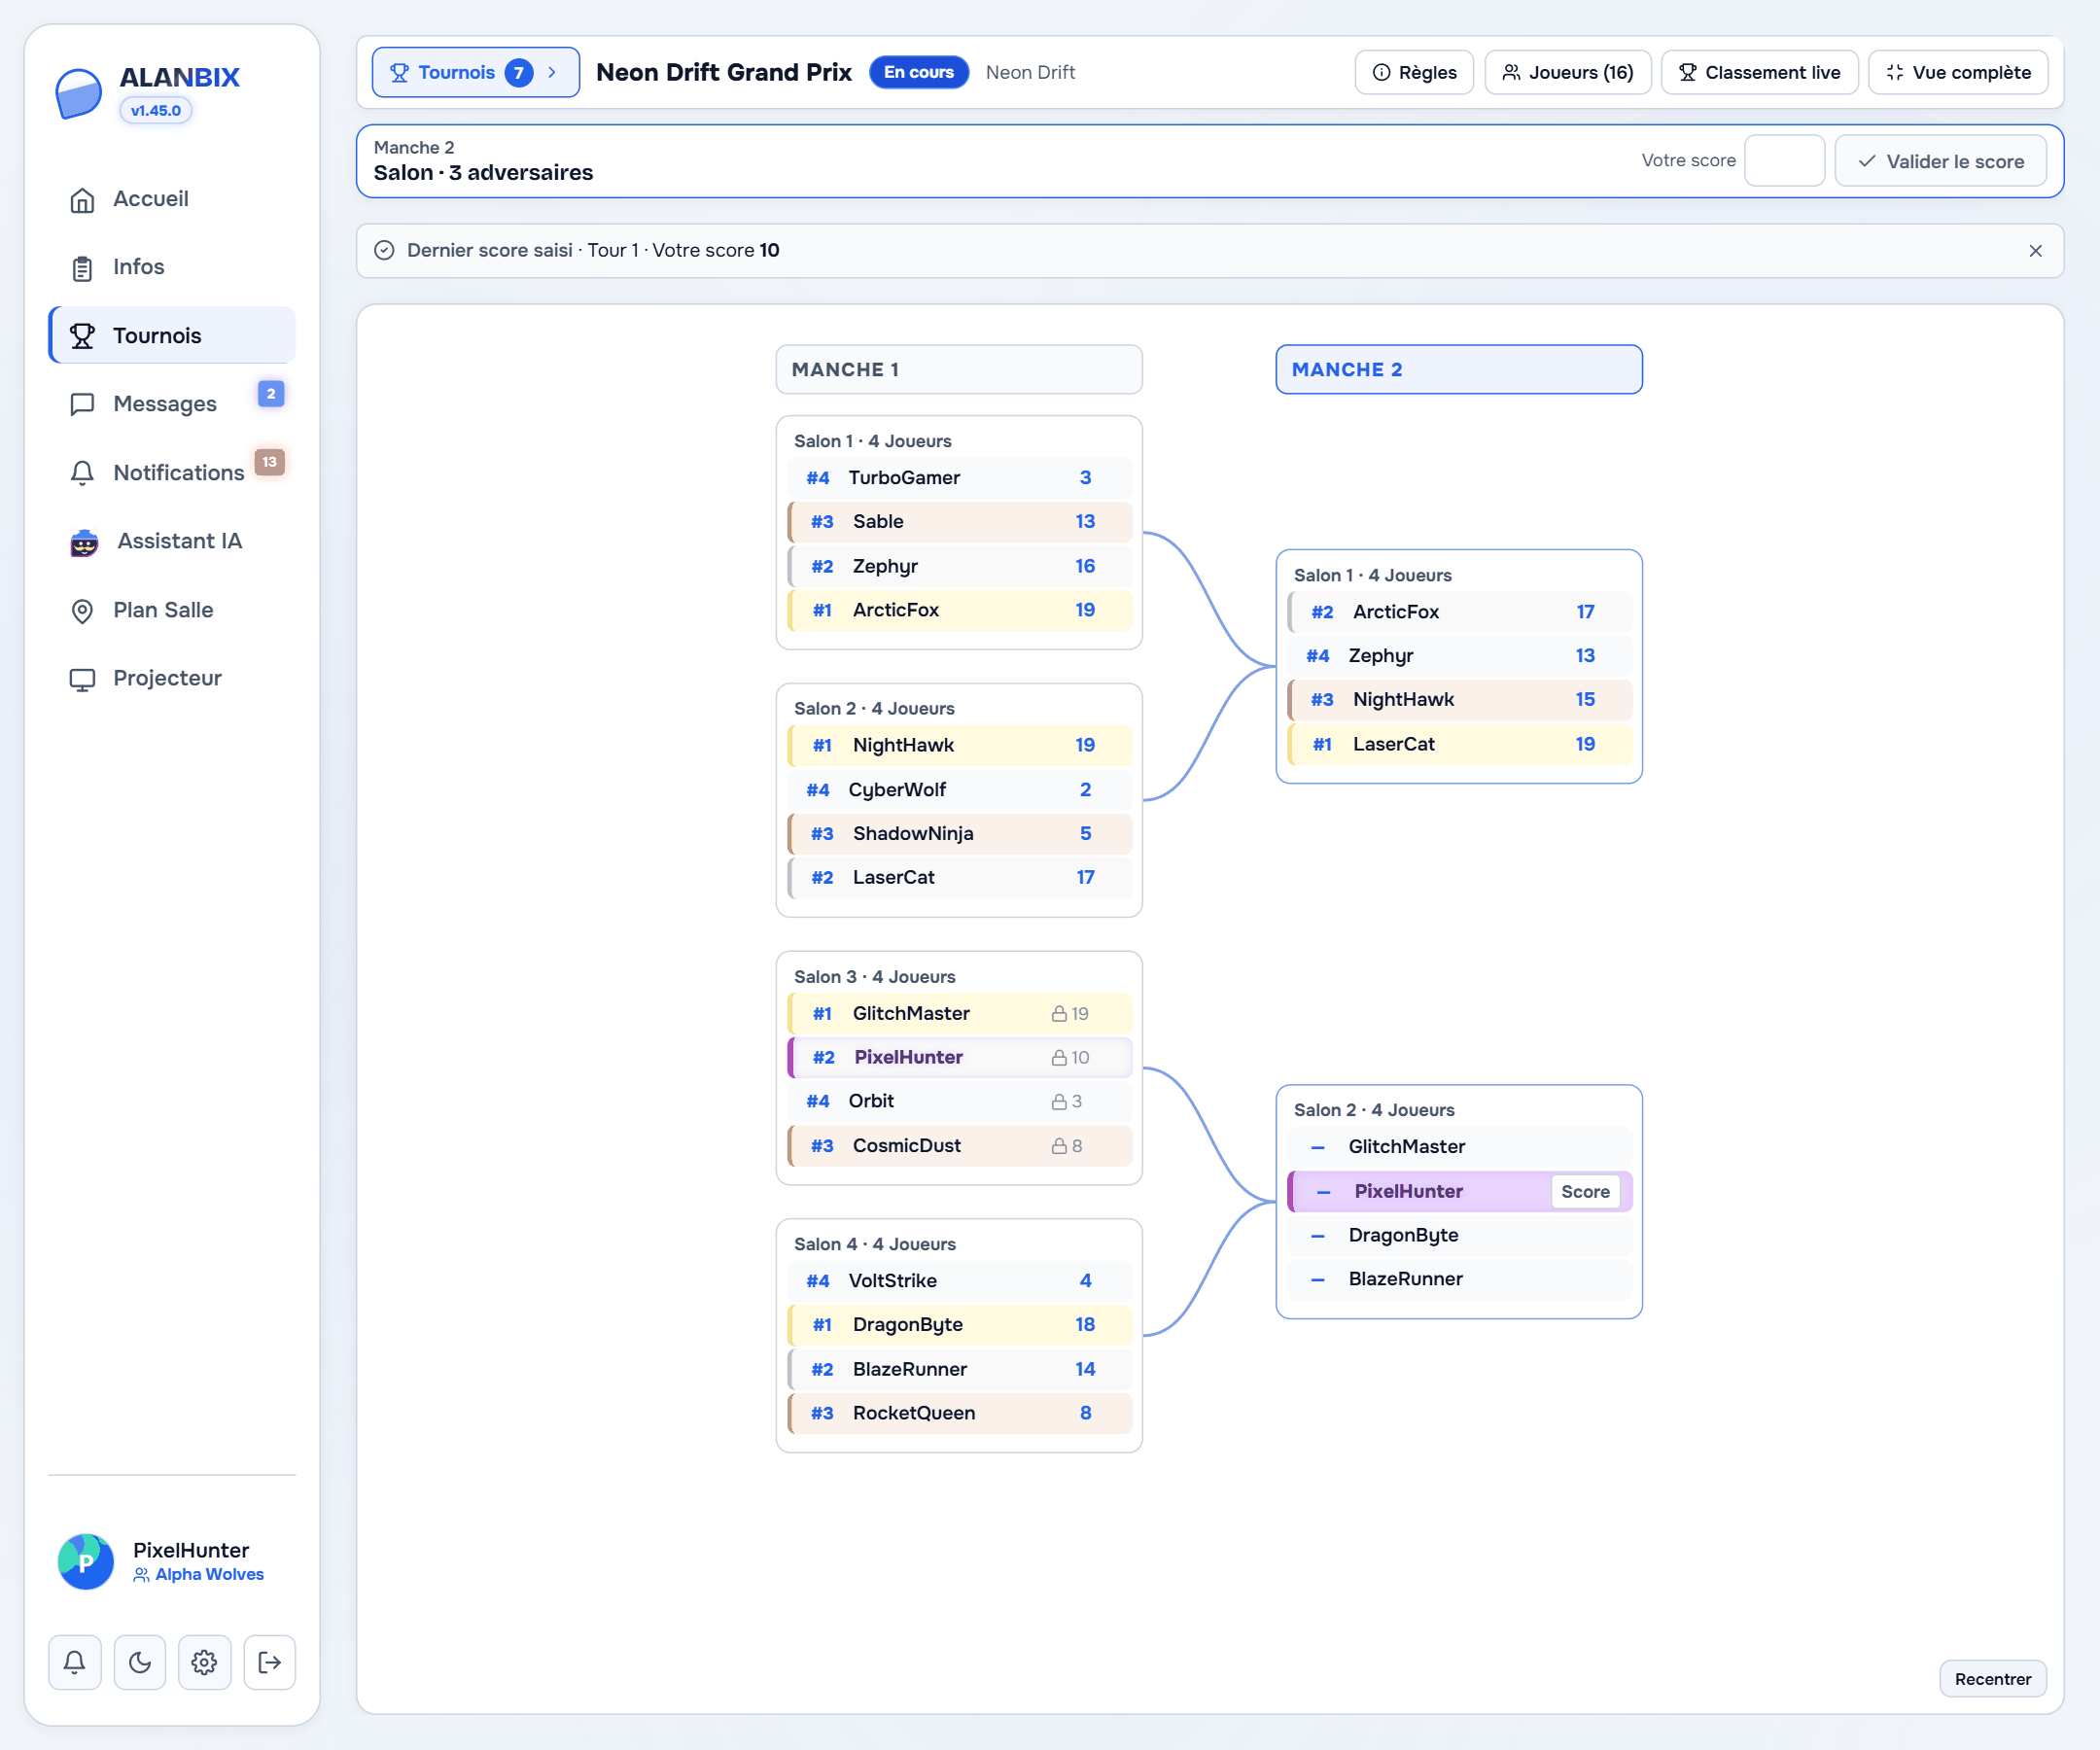 ALANBIX
v1.45.0
Accueil
Infos
Tournois
Messages 2
Notifications 13
Assistant IA
Plan Salle
Projecteur
P
PixelHunter
Alpha Wolves
Tournois 7
Neon Drift Grand Prix
En cours
Neon Drift
Règles
Joueurs (16)
Classement live
Vue complète
Manche 2
Salon · 3 adversaires
Votre score
Valider le score
Dernier score saisi · Tour 1 · Votre score 10
MANCHE 1
Salon 1 · 4 Joueurs
#4 TurboGamer 3
#3 Sable 13
#2 Zephyr 16
#1 ArcticFox 19
Salon 2 · 4 Joueurs
#1 NightHawk 19
#4 CyberWolf 2
#3 ShadowNinja 5
#2 LaserCat 17
Salon 3 · 4 Joueurs
#1 GlitchMaster 19
#2 PixelHunter 10
#4 Orbit 3
#3 CosmicDust 8
Salon 4 · 4 Joueurs
#4 VoltStrike 4
#1 DragonByte 18
#2 BlazeRunner 14
#3 RocketQueen 8
MANCHE 2
Salon 1 · 4 Joueurs
#2 ArcticFox 17
#4 Zephyr 13
#3 NightHawk 15
#1 LaserCat 19
Salon 2 · 4 Joueurs
– GlitchMaster
– PixelHunter Score
– DragonByte
– BlazeRunner
Recentrer